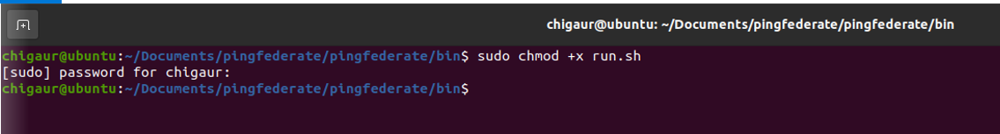 chigaur@ubuntu: ~/Documents/pingfederate/pingfederate/bin
chigaur@ubuntu:~/Documents/pingfederate/pingfederate/bin$ sudo chmod +x run.sh
[sudo] password for chigaur:
chigaur@ubuntu:~/Documents/pingfederate/pingfederate/bin$